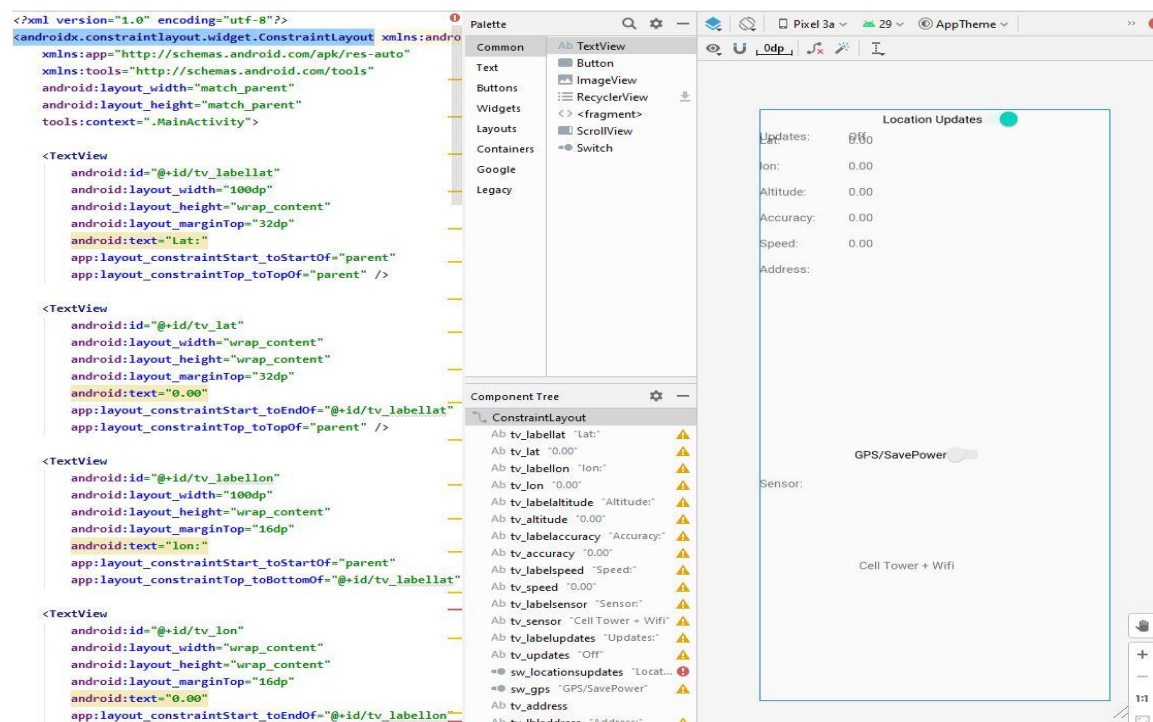 <?xml version="1.0" encoding="utf-8"?>
<androidx.constraintlayout.widget.ConstraintLayout xmlns:andro
xmlns:app="http://schemas.android.com/apk/res-auto"
xmlns:tools="http://schemas.android.com/tools"
android:layout_width="match_parent"
android:layout_height="match_parent"
tools:context=".MainActivity">
<TextView
android:id="@+id/tv_labellat"
android:layout_width="100dp"
android:layout_height="wrap_content"
android:layout_marginTop="32dp"
android:text="Lat:"
app:layout_constraintStart_toStartOf="parent"
app:layout_constraintTop_toTopOf="parent" />
<TextView
android:id="@+id/tv_lat"
android:layout_width="wrap_content"
android:layout_height="wrap_content"
android:layout_marginTop="32dp"
android:text="0.00"
app:layout_constraintStart_toEndOf="@+id/tv_labellat"
app:layout_constraintTop_toTopOf="parent" />
<TextView
android:id="@+id/tv_labellon"
android:layout_width="100dp"
android:layout_height="wrap_content"
android:layout_marginTop="16dp"
android:text="lon:"
app:layout_constraintStart_toStartOf="parent"
app:layout_constraintTop_toBottomOf="@+id/tv_labellat"
<TextView
android:id="@+id/tv_lon"
android:layout_width="wrap_content"
android:layout_height="wrap_content"
android:layout_marginTop="16dp"
android:text="0.00"
app:layout_constraintStart_toEndOf="@+id/tv_labellon"
Palette
Common
Text
Buttons
Widgets
Layouts
Containers
Google
Legacy
Ab TextView
Button
ImageView
RecyclerView
<> <fragment>
ScrollView
Switch
Component Tree
ConstraintLayout
Ab tv_labellat "Lat:"
Ab tv_lat "0.00"
Ab tv_labellon "lon:"
Ab tv_lon "0.00"
Ab tv_labelaltitude "Altitude:"
Ab tv_altitude "0.00"
Ab tv_labelaccuracy "Accuracy:"
Ab tv_accuracy "0.00"
Ab tv_labelspeed "Speed:"
Ab tv_speed "0.00"
Ab tv_labelsensor "Sensor:"
Ab tv_sensor "Cell Tower + Wifi"
Ab tv_labelupdates "Updates:"
Ab tv_updates "Off"
sw_locationsupdates "Locat...
sw_gps "GPS/SavePower"
Ab tv_address
Ab tv_lbladdress "Address:"
Pixel 3a 29 AppTheme >>
0dp
Location Updates
Updates: Off
Lat: 0.00
lon: 0.00
Altitude: 0.00
Accuracy: 0.00
Speed: 0.00
Address:
GPS/SavePower
Sensor:
Cell Tower + Wifi
+
−
1:1